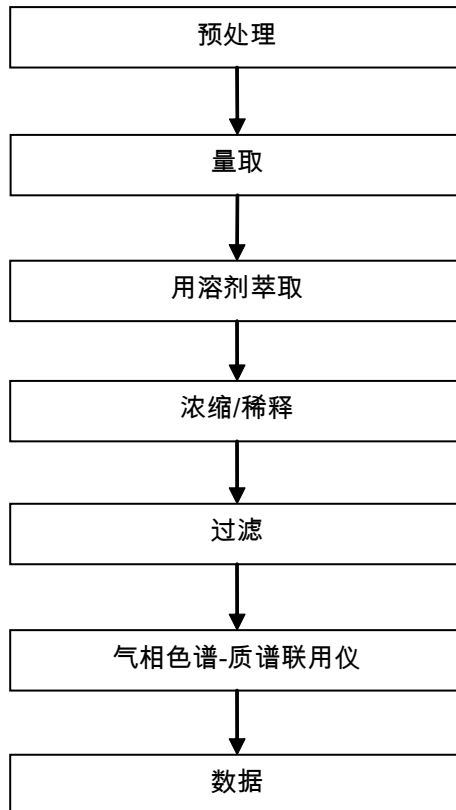 预处理
量取
用溶剂萃取
浓缩/稀释
过滤
气相色谱-质谱联用仪
数据